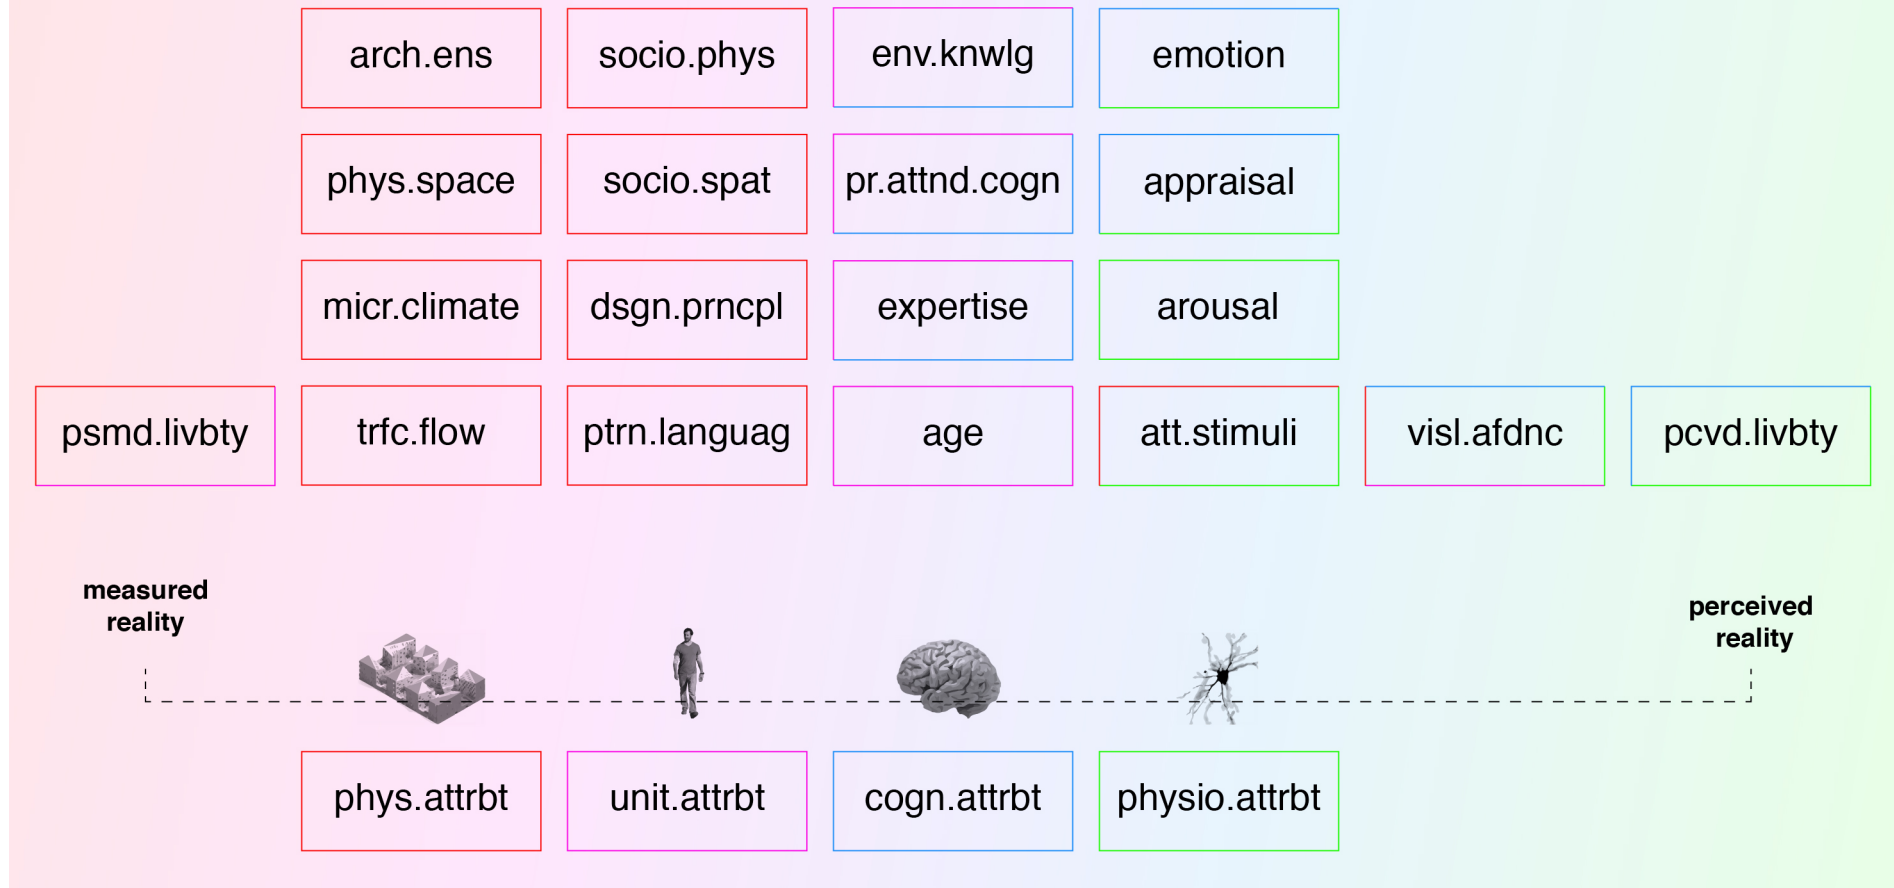 arch.ens
socio.phys
env.knwlg
emotion
phys.space
socio.spat
pr.attnd.cogn
appraisal
micr.climate
dsgn.prncpl
expertise
arousal
psmd.livbty
trfc.flow
ptrn.languag
age
att.stimuli
visl.afdnc
pcvd.livbty
measured
reality
perceived
reality
phys.attrbt
unit.attrbt
cogn.attrbt
physio.attrbt